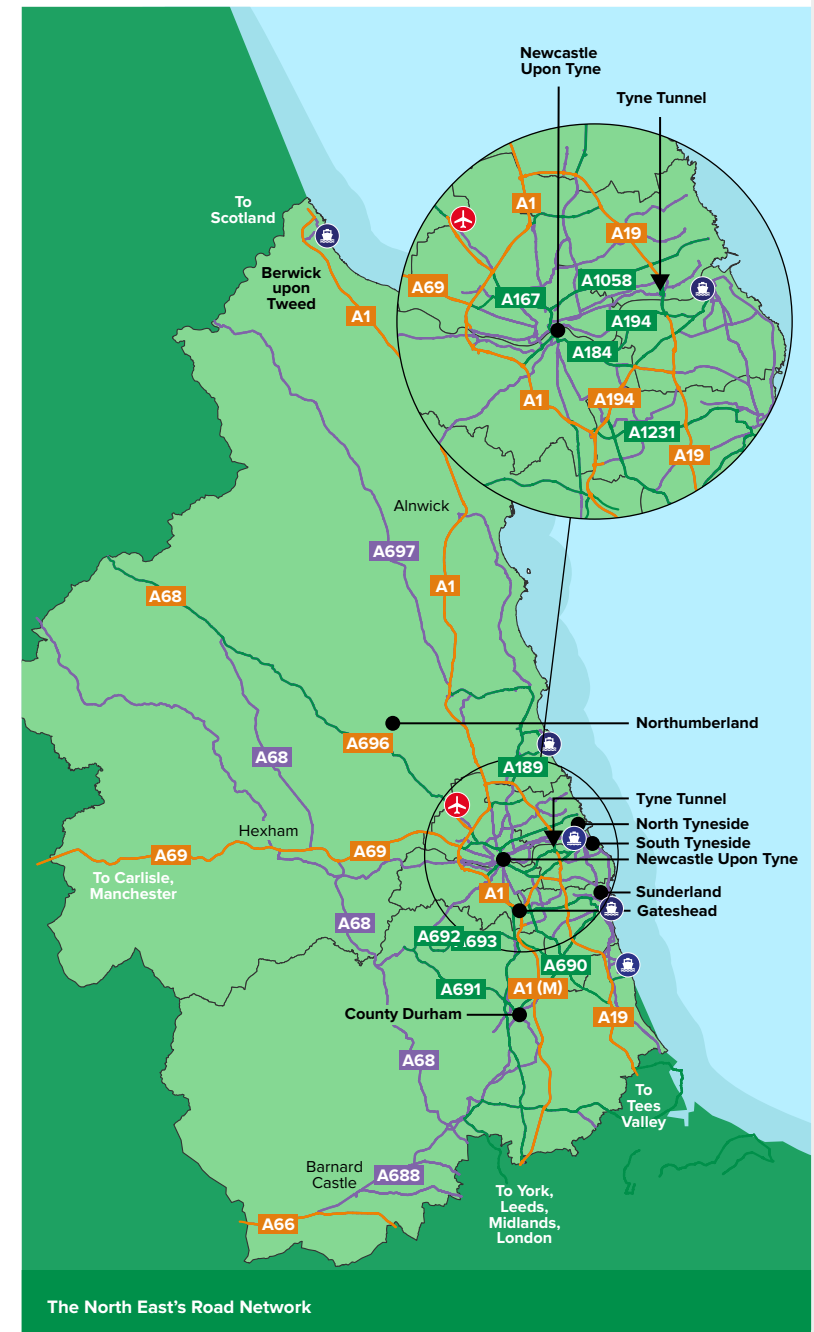 Newcastle
Upon Tyne
Tyne Tunnel
To
Scotland
Berwick
upon
Tweed
A1
A1
A19
A69
A167
A1058
A194
A184
A1
A194
A1231
A19
Alnwick
A697
A1
A68
Northumberland
A696
A68
A189
Tyne Tunnel
North Tyneside
South Tyneside
Newcastle Upon Tyne
Hexham
A69
A69
To Carlisle,
Manchester
Sunderland
Gateshead
A1
A68
A692
693
A690
A691
A1 (M)
County Durham
A19
A68
To
Tees
Valley
Barnard
Castle
A688
To York,
Leeds,
Midlands,
London
A66
The North East's Road Network